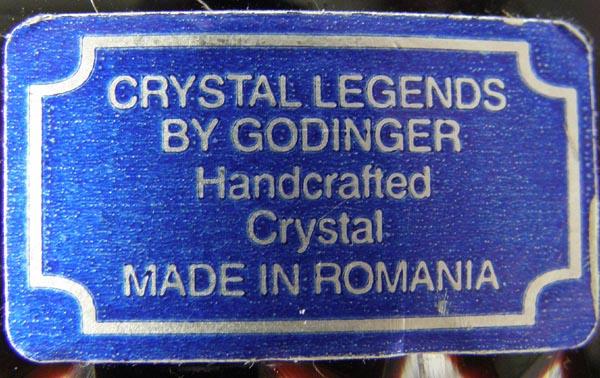 CRYSTAL LEGENDS
BY GODINGER
Handcrafted
Crystal
MADE IN ROMANIA